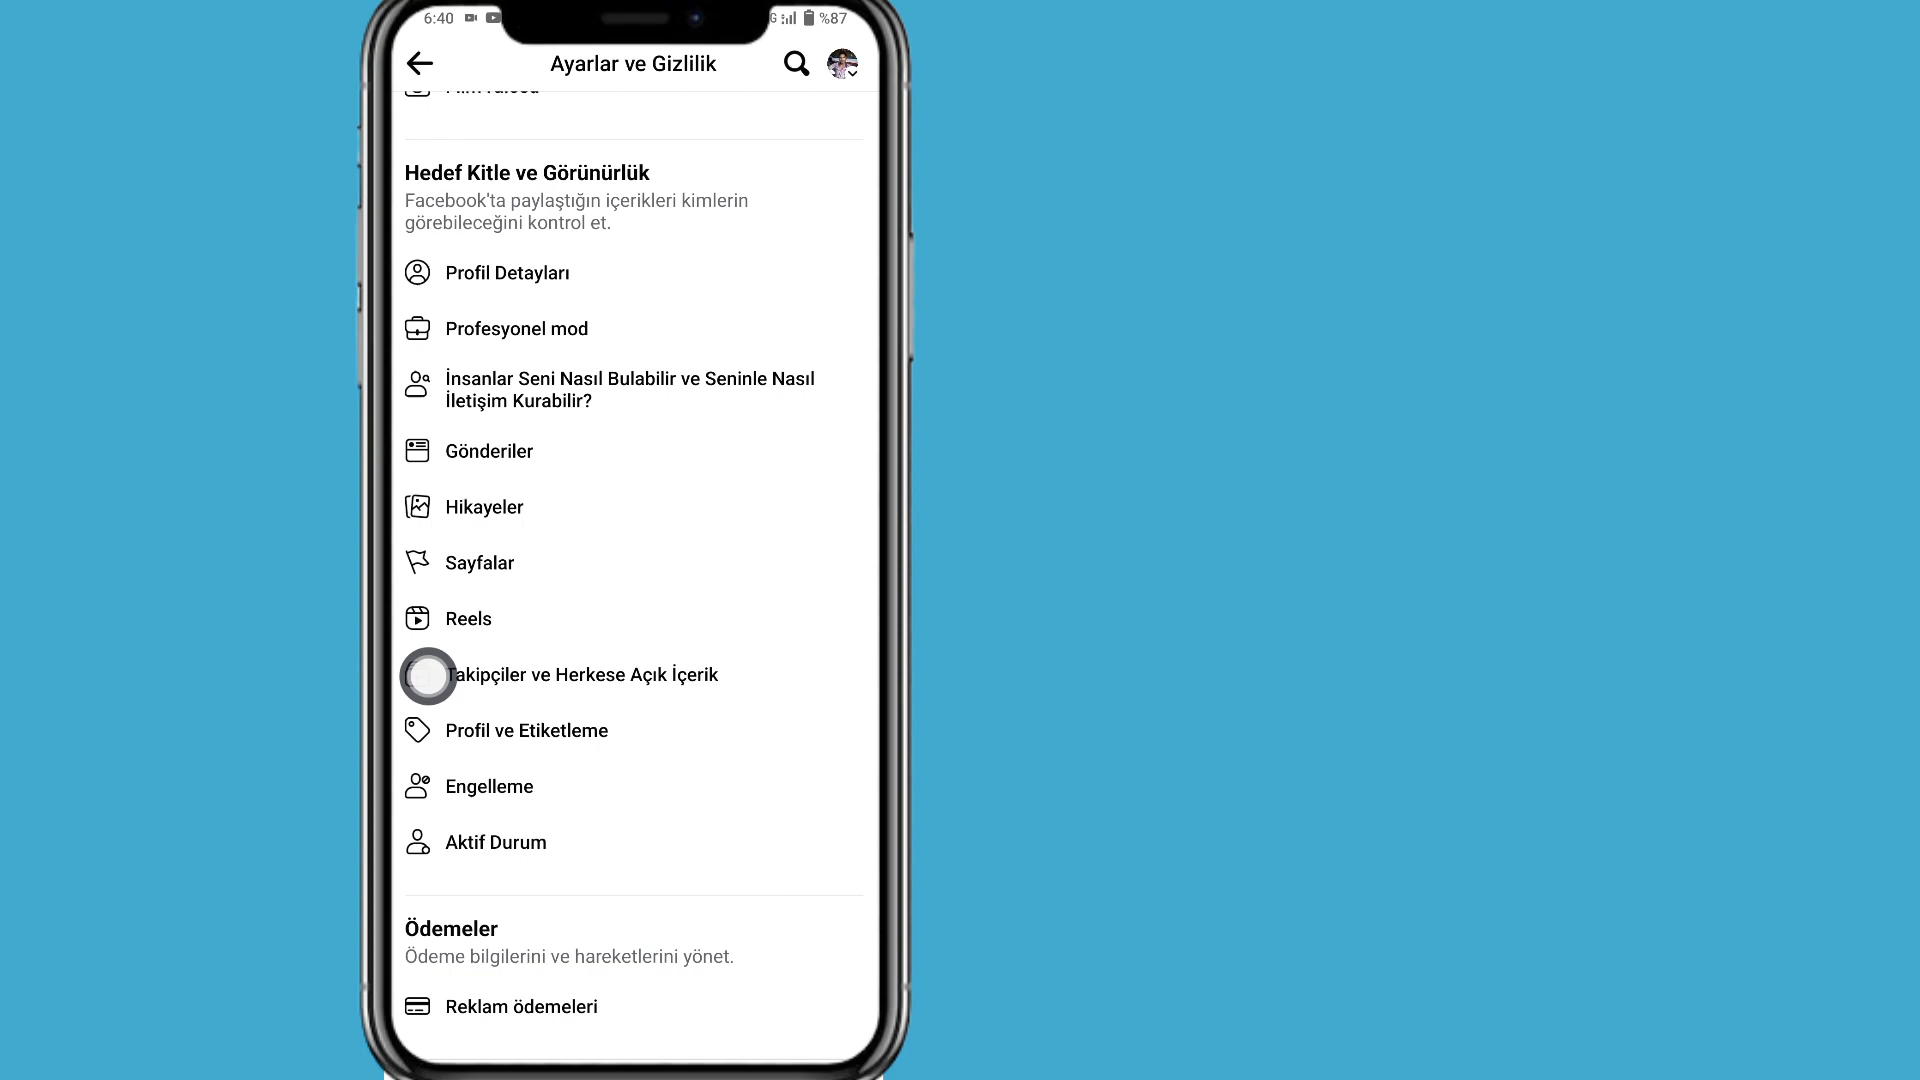 6:40
G
%87
Ayarlar ve Gizlilik
Hedef Kitle ve Görünürlük
Facebook'ta paylaştığın içerikleri kimlerin
görebileceğini kontrol et.
Profil Detayları
Profesyonel mod
İnsanlar Seni Nasıl Bulabilir ve Seninle Nasıl
İletişim Kurabilir?
Gönderiler
Hikayeler
Sayfalar
Reels
Takipçiler ve Herkese Açık İçerik
Profil ve Etiketleme
Engelleme
Aktif Durum
Ödemeler
Ödeme bilgilerini ve hareketlerini yönet.
Reklam ödemeleri